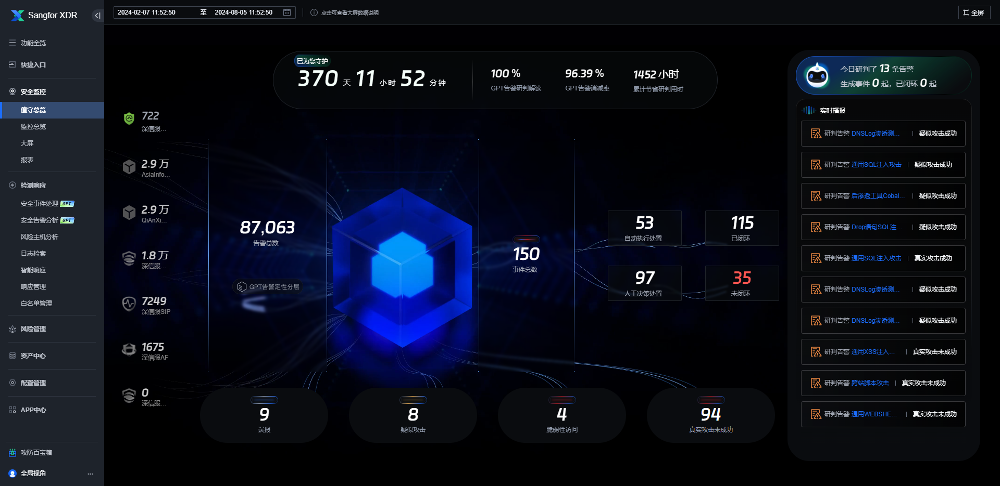 Sangfor XDR
功能全览
快捷入口
安全监控
值守总览
监控总览
大屏
报表
检测响应
安全事件处理 GPT
安全告警分析 GPT
风险主机分析
日志检索
智能响应
响应管理
白名单管理
风险管理
资产中心
配置管理
APP中心
攻防百宝箱
全局视角 ...
2024-02-07 11:52:50 至 2024-08-05 11:52:50
点击可查看大屏数据说明
全屏
已为您守护
370 天 11 小时 52 分钟
100 %
GPT告警研判解读
96.39 %
GPT告警消减率
1452 小时
累计节省研判用时
722
深信服...
2.9 万
AsiaInfo...
2.9 万
QiAnXi...
1.8 万
深信服...
7249
深信服SIP
1675
深信服AF
0
深信服...
87,063
告警总数
GPT告警定性分层
150
事件总数
53
自动执行处置
115
已闭环
97
人工决策处置
35
未闭环
9
误报
8
疑似攻击
4
脆弱性访问
94
真实攻击未成功
今日研判了 13 条告警
生成事件 0 起，已闭环 0 起
实时播报
研判告警 DNSLog渗透测... | 疑似攻击成功
研判告警 通用SQL注入攻击 | 疑似攻击成功
研判告警 后渗透工具Cobal... | 疑似攻击成功
研判告警 Drop语句SQL注... | 疑似攻击成功
研判告警 通用SQL注入攻击 | 真实攻击成功
研判告警 DNSLog渗透测... | 疑似攻击成功
研判告警 DNSLog渗透测... | 疑似攻击成功
研判告警 通用XSS注入... | 真实攻击未成功
研判告警 跨站脚本攻击 | 真实攻击未成功
研判告警 通用WEBSHE... | 真实攻击未成功